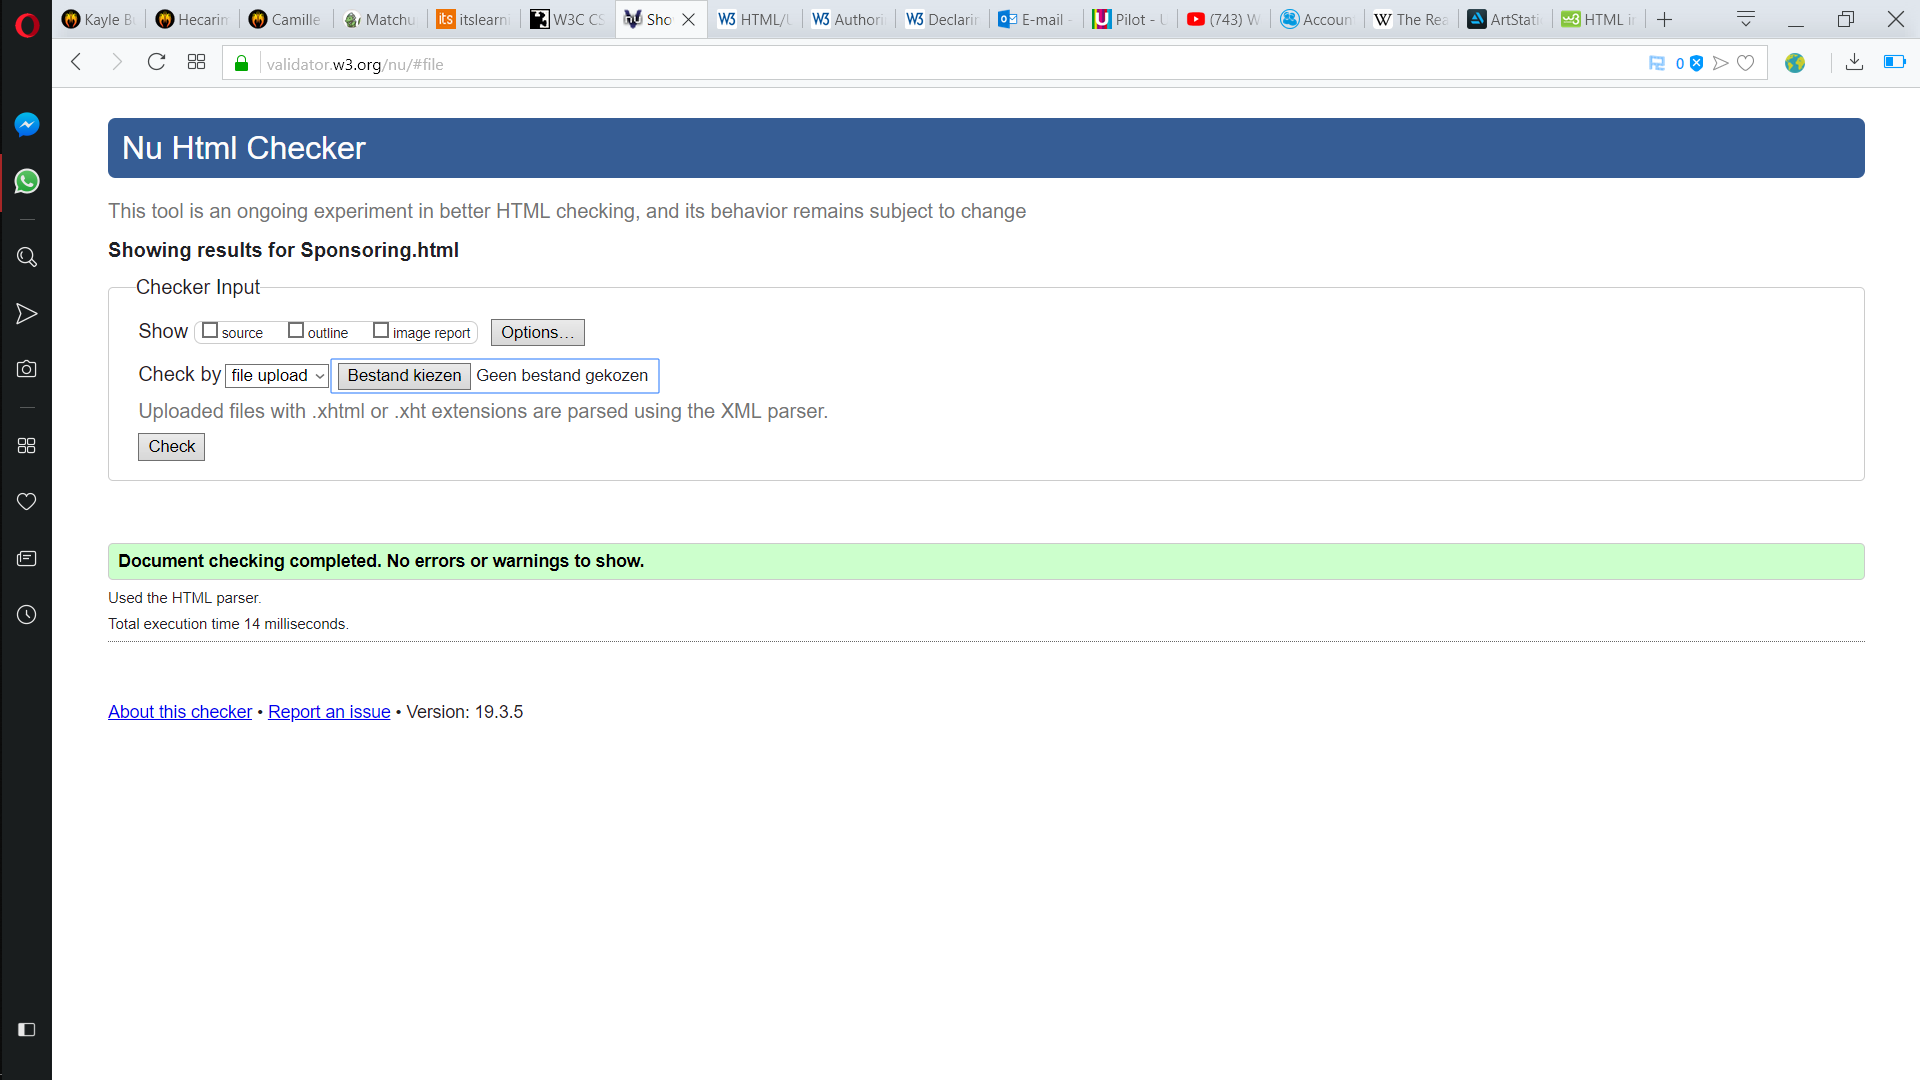 Kayle Bu
Hecarim
Camille
Matchu
itslearni
W3C CS
Sho
HTML/
Authori
Declarin
E-mail -
Pilot - U
(743) W
Accoun
The Rea
ArtStati
HTML in
validator.w3.org/nu/#file
0
Nu Html Checker
This tool is an ongoing experiment in better HTML checking, and its behavior remains subject to change
Showing results for Sponsoring.html
Checker Input
Show source outline image report Options...
Check by file upload Bestand kiezen Geen bestand gekozen
Uploaded files with .xhtml or .xht extensions are parsed using the XML parser.
Check
Document checking completed. No errors or warnings to show.
Used the HTML parser.
Total execution time 14 milliseconds.
About this checker • Report an issue • Version: 19.3.5